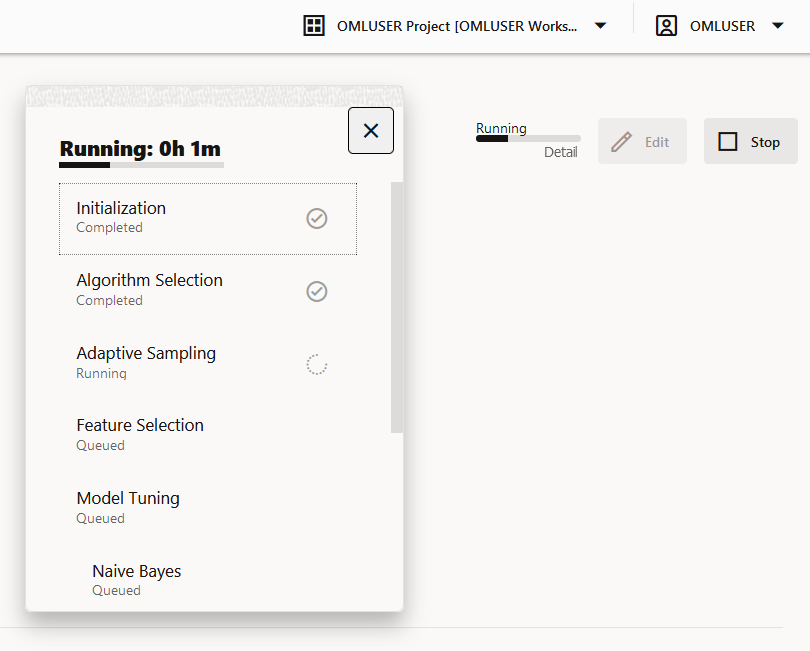 OMLUSER Project [OMLUSER Works...
OMLUSER
Running: 0h 1m
Initialization
Completed
Algorithm Selection
Completed
Adaptive Sampling
Running
Feature Selection
Queued
Model Tuning
Queued
Naive Bayes
Queued
Running
Detail
Edit
Stop